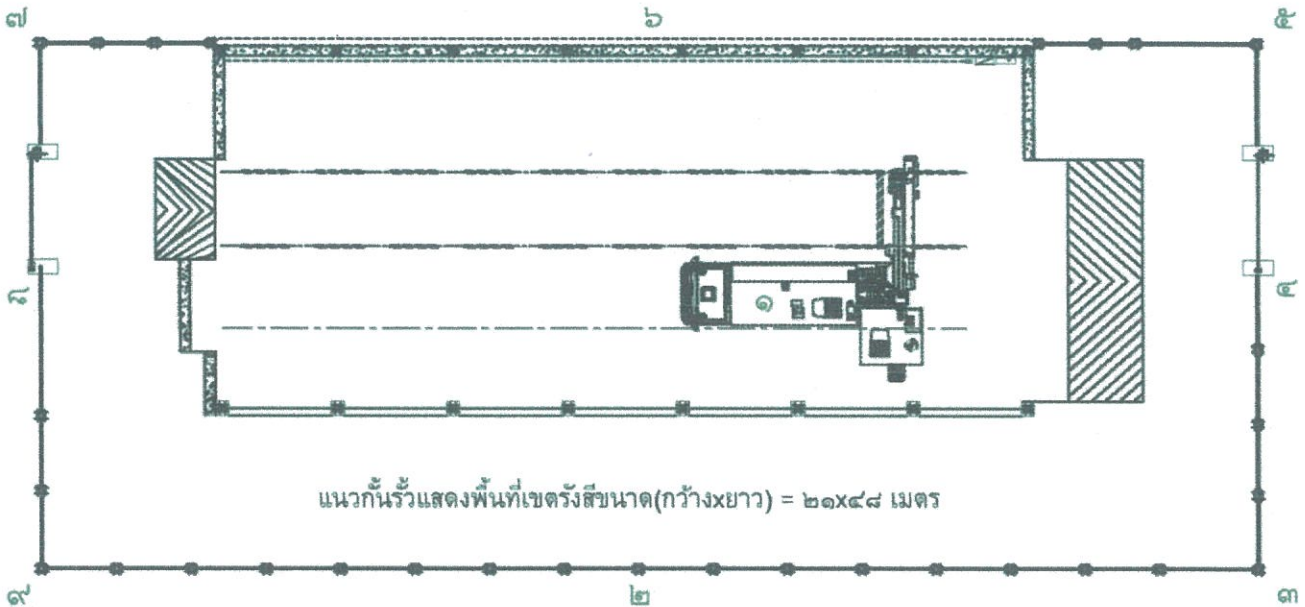 ๗ ๖ ๕
๑
ภ ๔
แนวกั้นรั้วแสดงพื้นที่เขตรังสีขนาด(กว้างxยาว) = ๒๑x๔๘ เมตร
๙ ๒ ๓